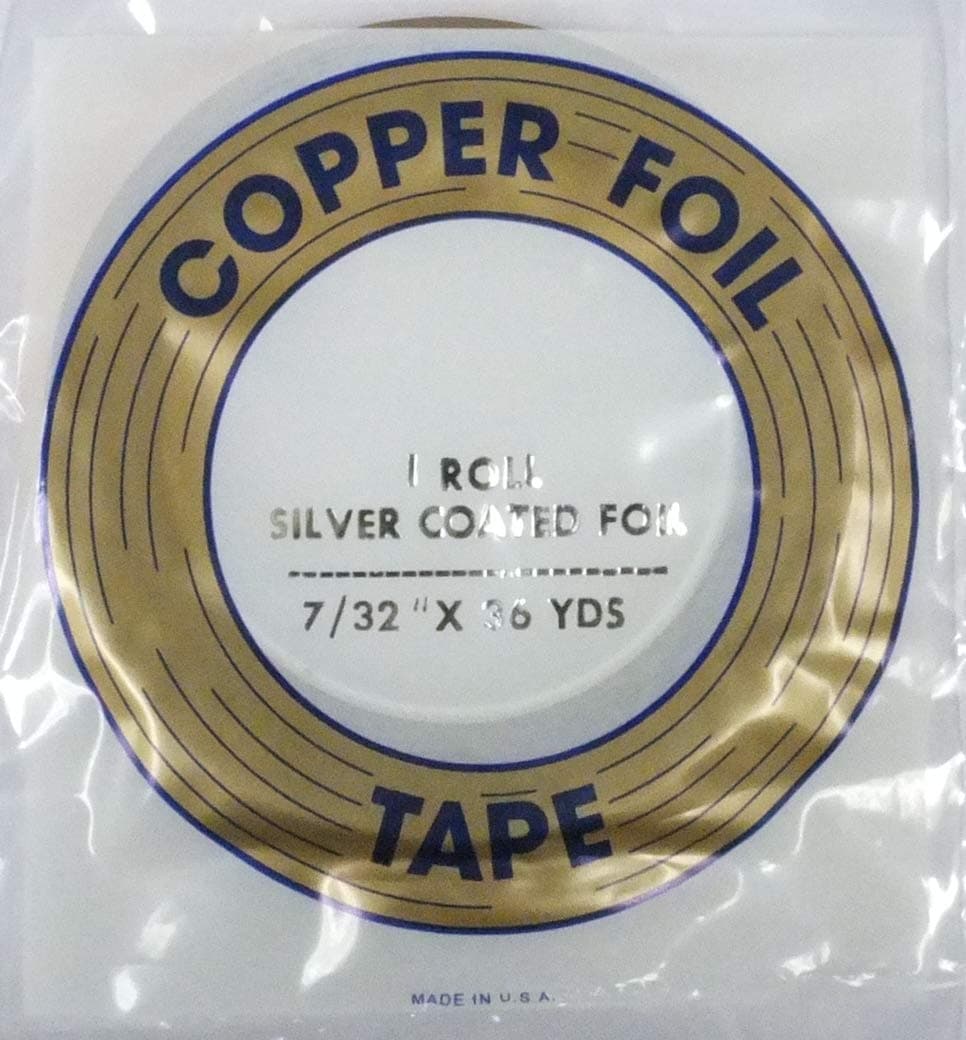 COPPER FOIL
1 ROLL
SILVER COATED FOIL
7/32 "X 36 YDS
TAPE
MADE IN U.S.A.